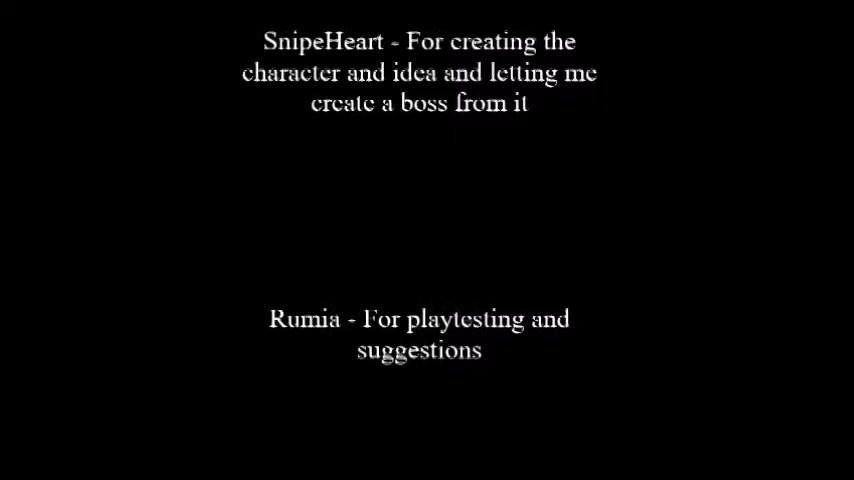 SnipeHeart - For creating the
character and idea and letting me
create a boss from it
Rumia - For playtesting and
suggestions